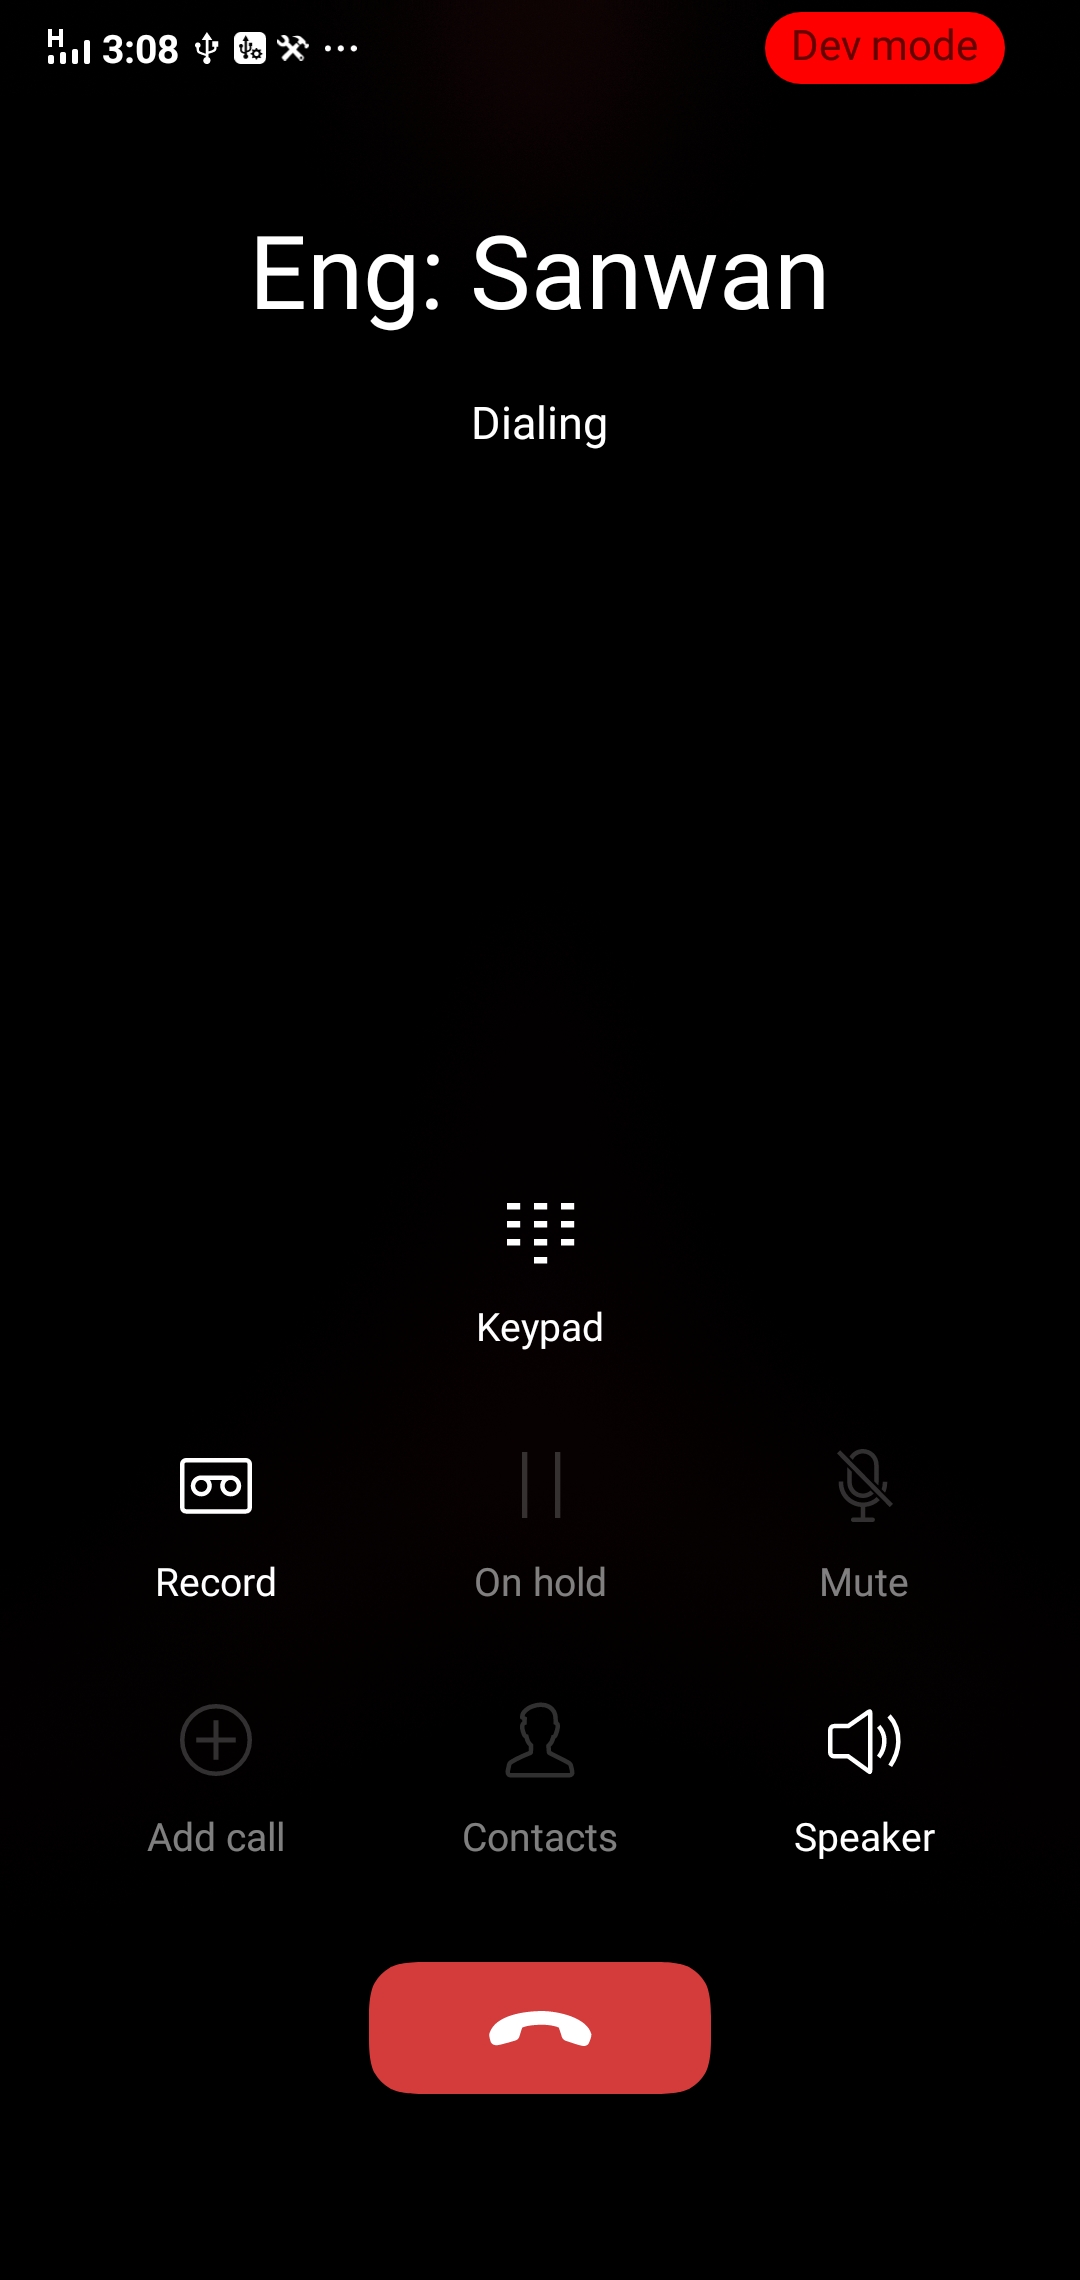 H 3:08 Dev mode
Eng: Sanwan
Dialing
Keypad
Record On hold Mute
Add call Contacts Speaker